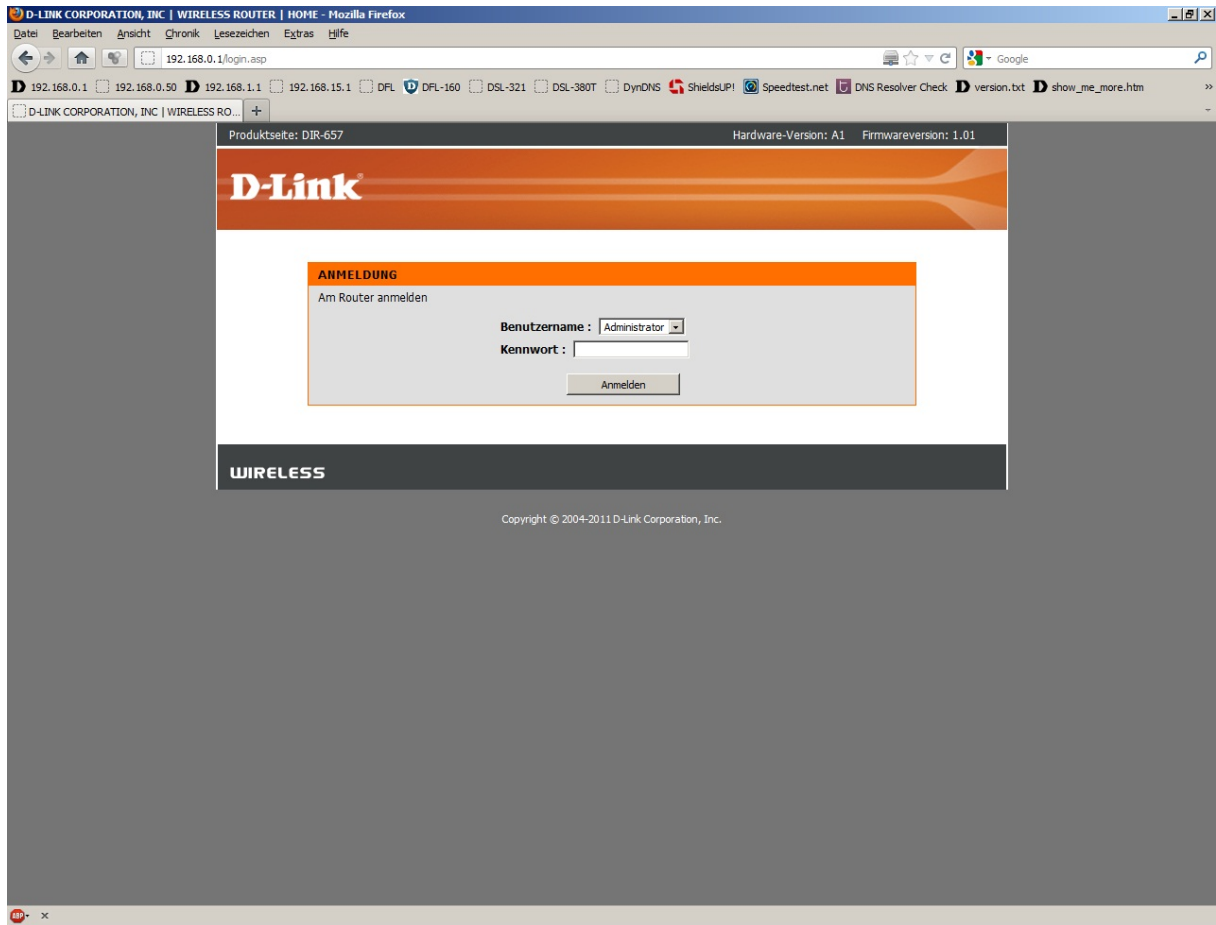 D-LINK CORPORATION, INC | WIRELESS ROUTER | HOME - Mozilla Firefox
Datei Bearbeiten Ansicht Chronik Lesezeichen Extras Hilfe
192.168.0.1/login.asp
Google
192.168.0.1 192.168.0.50 192.168.1.1 192.168.15.1 DFL DFL-160 DSL-321 DSL-380T DynDNS ShieldsUP! Speedtest.net DNS Resolver Check version.txt show_me_more.htm »
D-LINK CORPORATION, INC | WIRELESS RO... +
Produktseite: DIR-657 Hardware-Version: A1 Firmwareversion: 1.01
D-Link
ANMELDUNG
Am Router anmelden
Benutzername : Administrator
Kennwort :
Anmelden
WIRELESS
Copyright © 2004-2011 D-Link Corporation, Inc.
ABP